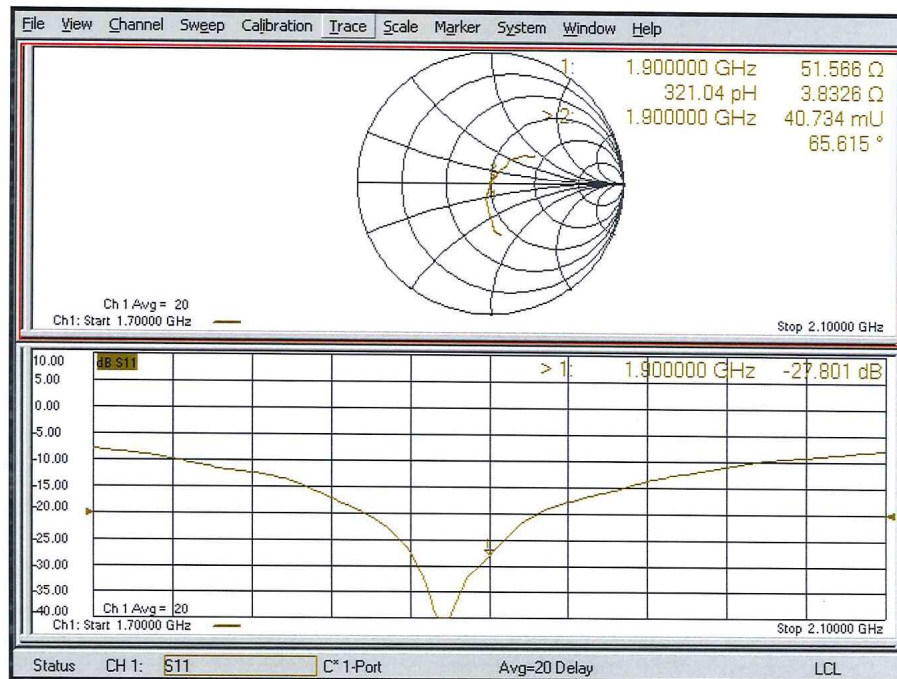 File View Channel Sweep Calibration Trace Scale Marker System Window Help
1: 1.900000 GHz 51.566 Ω
321.04 pH 3.8326 Ω
> 2: 1.900000 GHz 40.734 mU
65.615 °
Ch 1 Avg = 20
Ch1: Start 1.70000 GHz
Stop 2.10000 GHz
10.00
dB S11
> 1: 1.900000 GHz -27.801 dB
5.00
0.00
-5.00
-10.00
-15.00
-20.00
-25.00
-30.00
-35.00
-40.00
Ch 1 Avg = 20
Ch1: Start 1.70000 GHz
Stop 2.10000 GHz
Status CH 1: S11 C* 1-Port Avg=20 Delay LCL